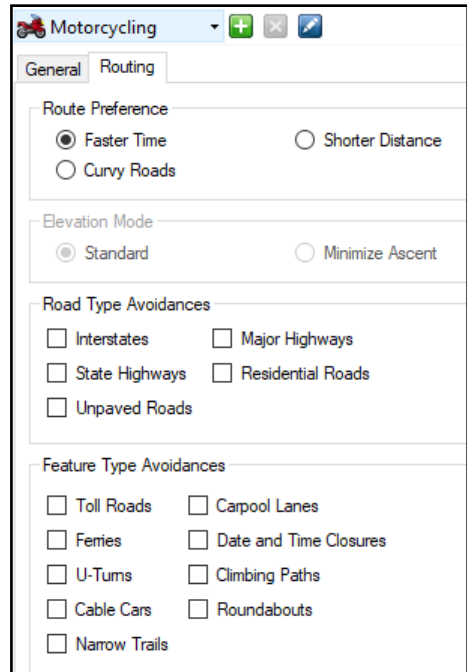 Motorcycling
General Routing
Route Preference
Faster Time Shorter Distance
Curvy Roads
Elevation Mode
Standard Minimize Ascent
Road Type Avoidances
Interstates Major Highways
State Highways Residential Roads
Unpaved Roads
Feature Type Avoidances
Toll Roads Carpool Lanes
Ferries Date and Time Closures
U-Turns Climbing Paths
Cable Cars Roundabouts
Narrow Trails